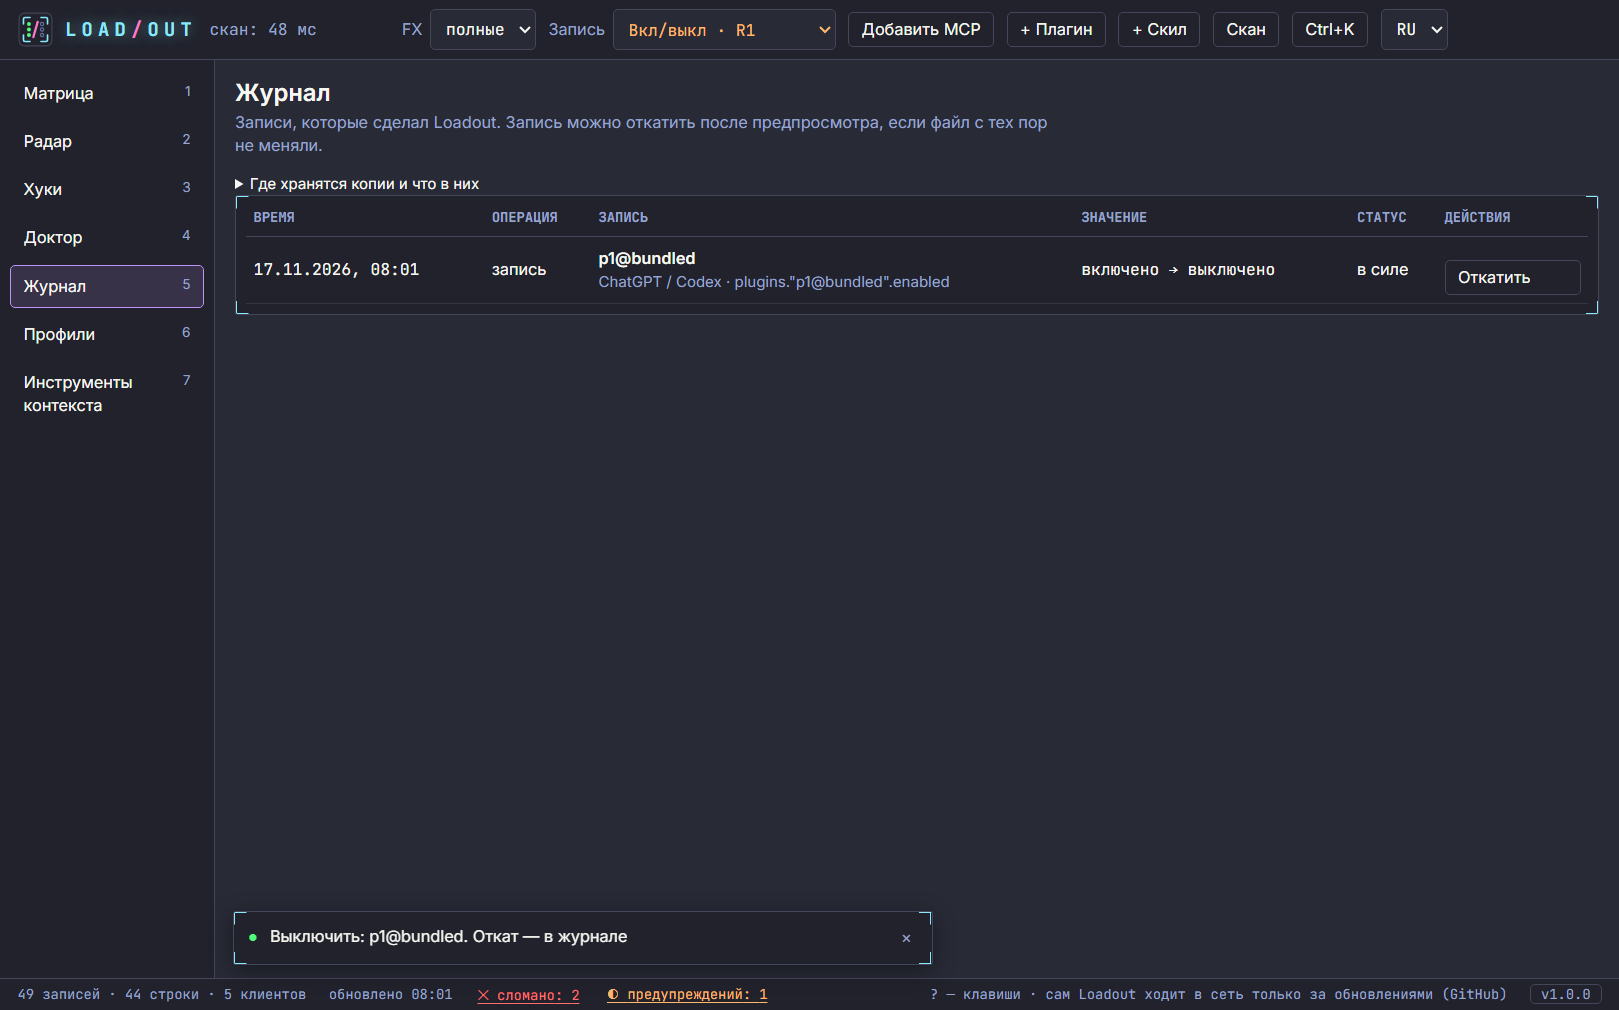 LOAD/OUT скан: 48 мс FX полные Запись Вкл/выкл · R1 Добавить MCP + Плагин + Скил Скан Ctrl+K RU
Матрица 1
Радар 2
Хуки 3
Доктор 4
Журнал 5
Профили 6
Инструменты контекста 7
Журнал
Записи, которые сделал Loadout. Запись можно откатить после предпросмотра, если файл с тех пор
не меняли.
▶ Где хранятся копии и что в них
ВРЕМЯ ОПЕРАЦИЯ ЗАПИСЬ ЗНАЧЕНИЕ СТАТУС ДЕЙСТВИЯ
17.11.2026, 08:01 запись p1@bundled включено → выключено в силе Откатить
ChatGPT / Codex · plugins."p1@bundled".enabled
Выключить: p1@bundled. Откат — в журнале ×
49 записей · 44 строки · 5 клиентов обновлено 08:01 сломано: 2 предупреждений: 1 ? — клавиши · сам Loadout ходит в сеть только за обновлениями (GitHub) v1.0.0